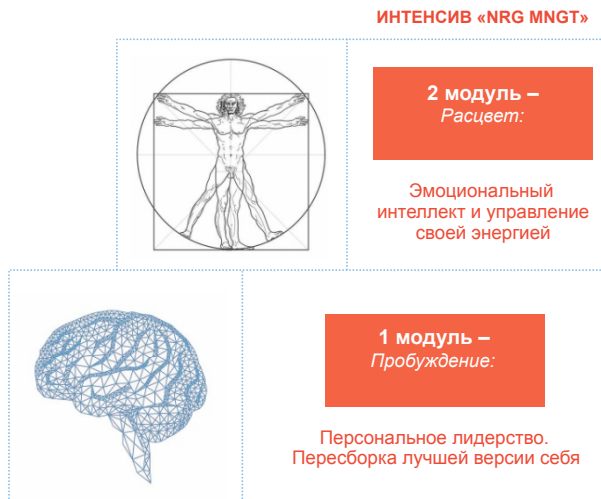 ИНТЕНСИВ «NRG MNGT»
2 модуль –
Расцвет:
Эмоциональный
интеллект и управление
своей энергией
1 модуль –
Пробуждение:
Персональное лидерство.
Пересборка лучшей версии себя